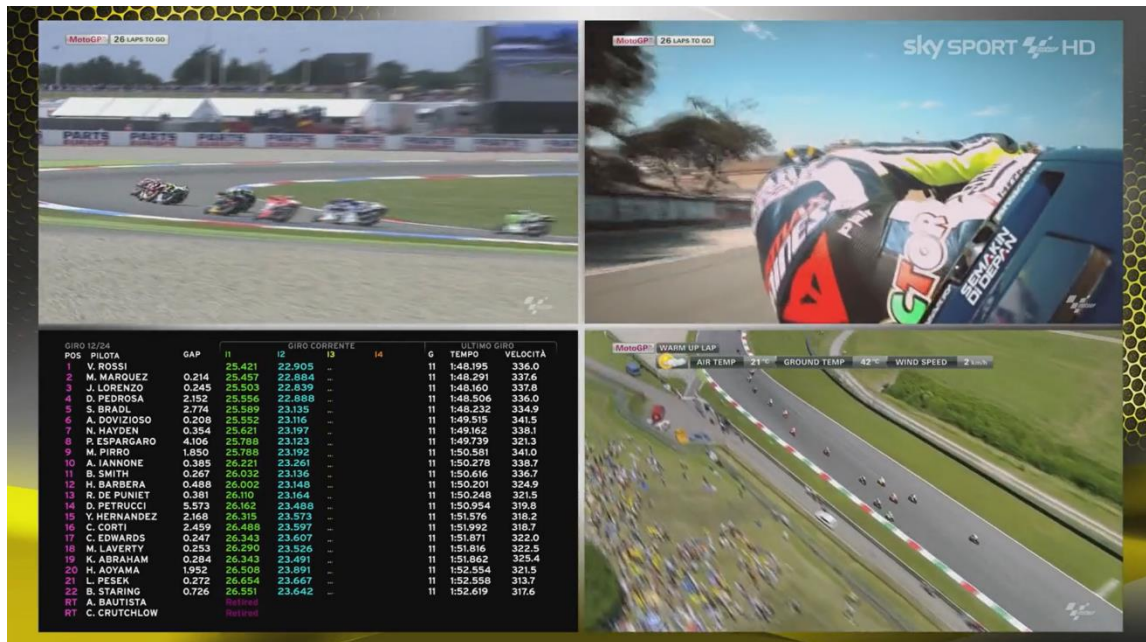 MotoGP 26 LAPS TO GO
PARTS PARTS PARTS PARTS PARTS
EUROPE
MotoGP 26 LAPS TO GO
sky SPORT MotoGP HD
CTOR
SEMAKIN
DI DEPAN
GIRO 12/24 GIRO CORRENTE ULTIMO GIRO
POS PILOTA GAP I1 I2 I3 I4 G TEMPO VELOCITÀ
1 V. ROSSI 25.421 22.905 ... 11 1:48.195 336.0
2 M. MARQUEZ 0.214 25.457 22.884 ... 11 1:48.291 337.6
3 J. LORENZO 0.245 25.503 22.839 ... 11 1:48.160 337.8
4 D. PEDROSA 2.152 25.556 22.888 ... 11 1:48.506 336.0
5 S. BRADL 2.774 25.589 23.135 ... 11 1:48.232 334.9
6 A. DOVIZIOSO 0.208 25.552 23.116 ... 11 1:49.515 341.5
7 N. HAYDEN 0.354 25.621 23.197 ... 11 1:49.162 338.1
8 P. ESPARGARO 4.106 25.788 23.123 ... 11 1:49.739 321.3
9 M. PIRRO 1.850 25.788 23.192 ... 11 1:50.581 341.0
10 A. IANNONE 0.385 26.221 23.261 ... 11 1:50.278 338.7
11 B. SMITH 0.267 26.032 23.136 ... 11 1:50.616 336.7
12 H. BARBERA 0.488 26.002 23.148 ... 11 1:50.201 324.9
13 R. DE PUNIET 0.381 26.110 23.164 ... 11 1:50.248 321.5
14 D. PETRUCCI 5.573 26.162 23.488 ... 11 1:50.954 319.8
15 Y. HERNANDEZ 2.168 26.315 23.573 ... 11 1:51.576 318.2
16 C. CORTI 2.459 26.488 23.597 ... 11 1:51.992 318.7
17 C. EDWARDS 0.247 26.343 23.607 ... 11 1:51.871 322.0
18 M. LAVERTY 0.253 26.290 23.526 ... 11 1:51.816 322.5
19 K. ABRAHAM 0.284 26.343 23.491 ... 11 1:51.862 325.4
20 H. AOYAMA 1.952 26.508 23.891 ... 11 1:52.554 321.5
21 L. PESEK 0.272 26.654 23.667 ... 11 1:52.558 313.7
22 B. STARING 0.726 26.551 23.642 ... 11 1:52.619 317.6
RT A. BAUTISTA Retired
RT C. CRUTCHLOW Retired
MotoGP WARM UP LAP
AIR TEMP 21 °C GROUND TEMP 42 °C WIND SPEED 2 km/h